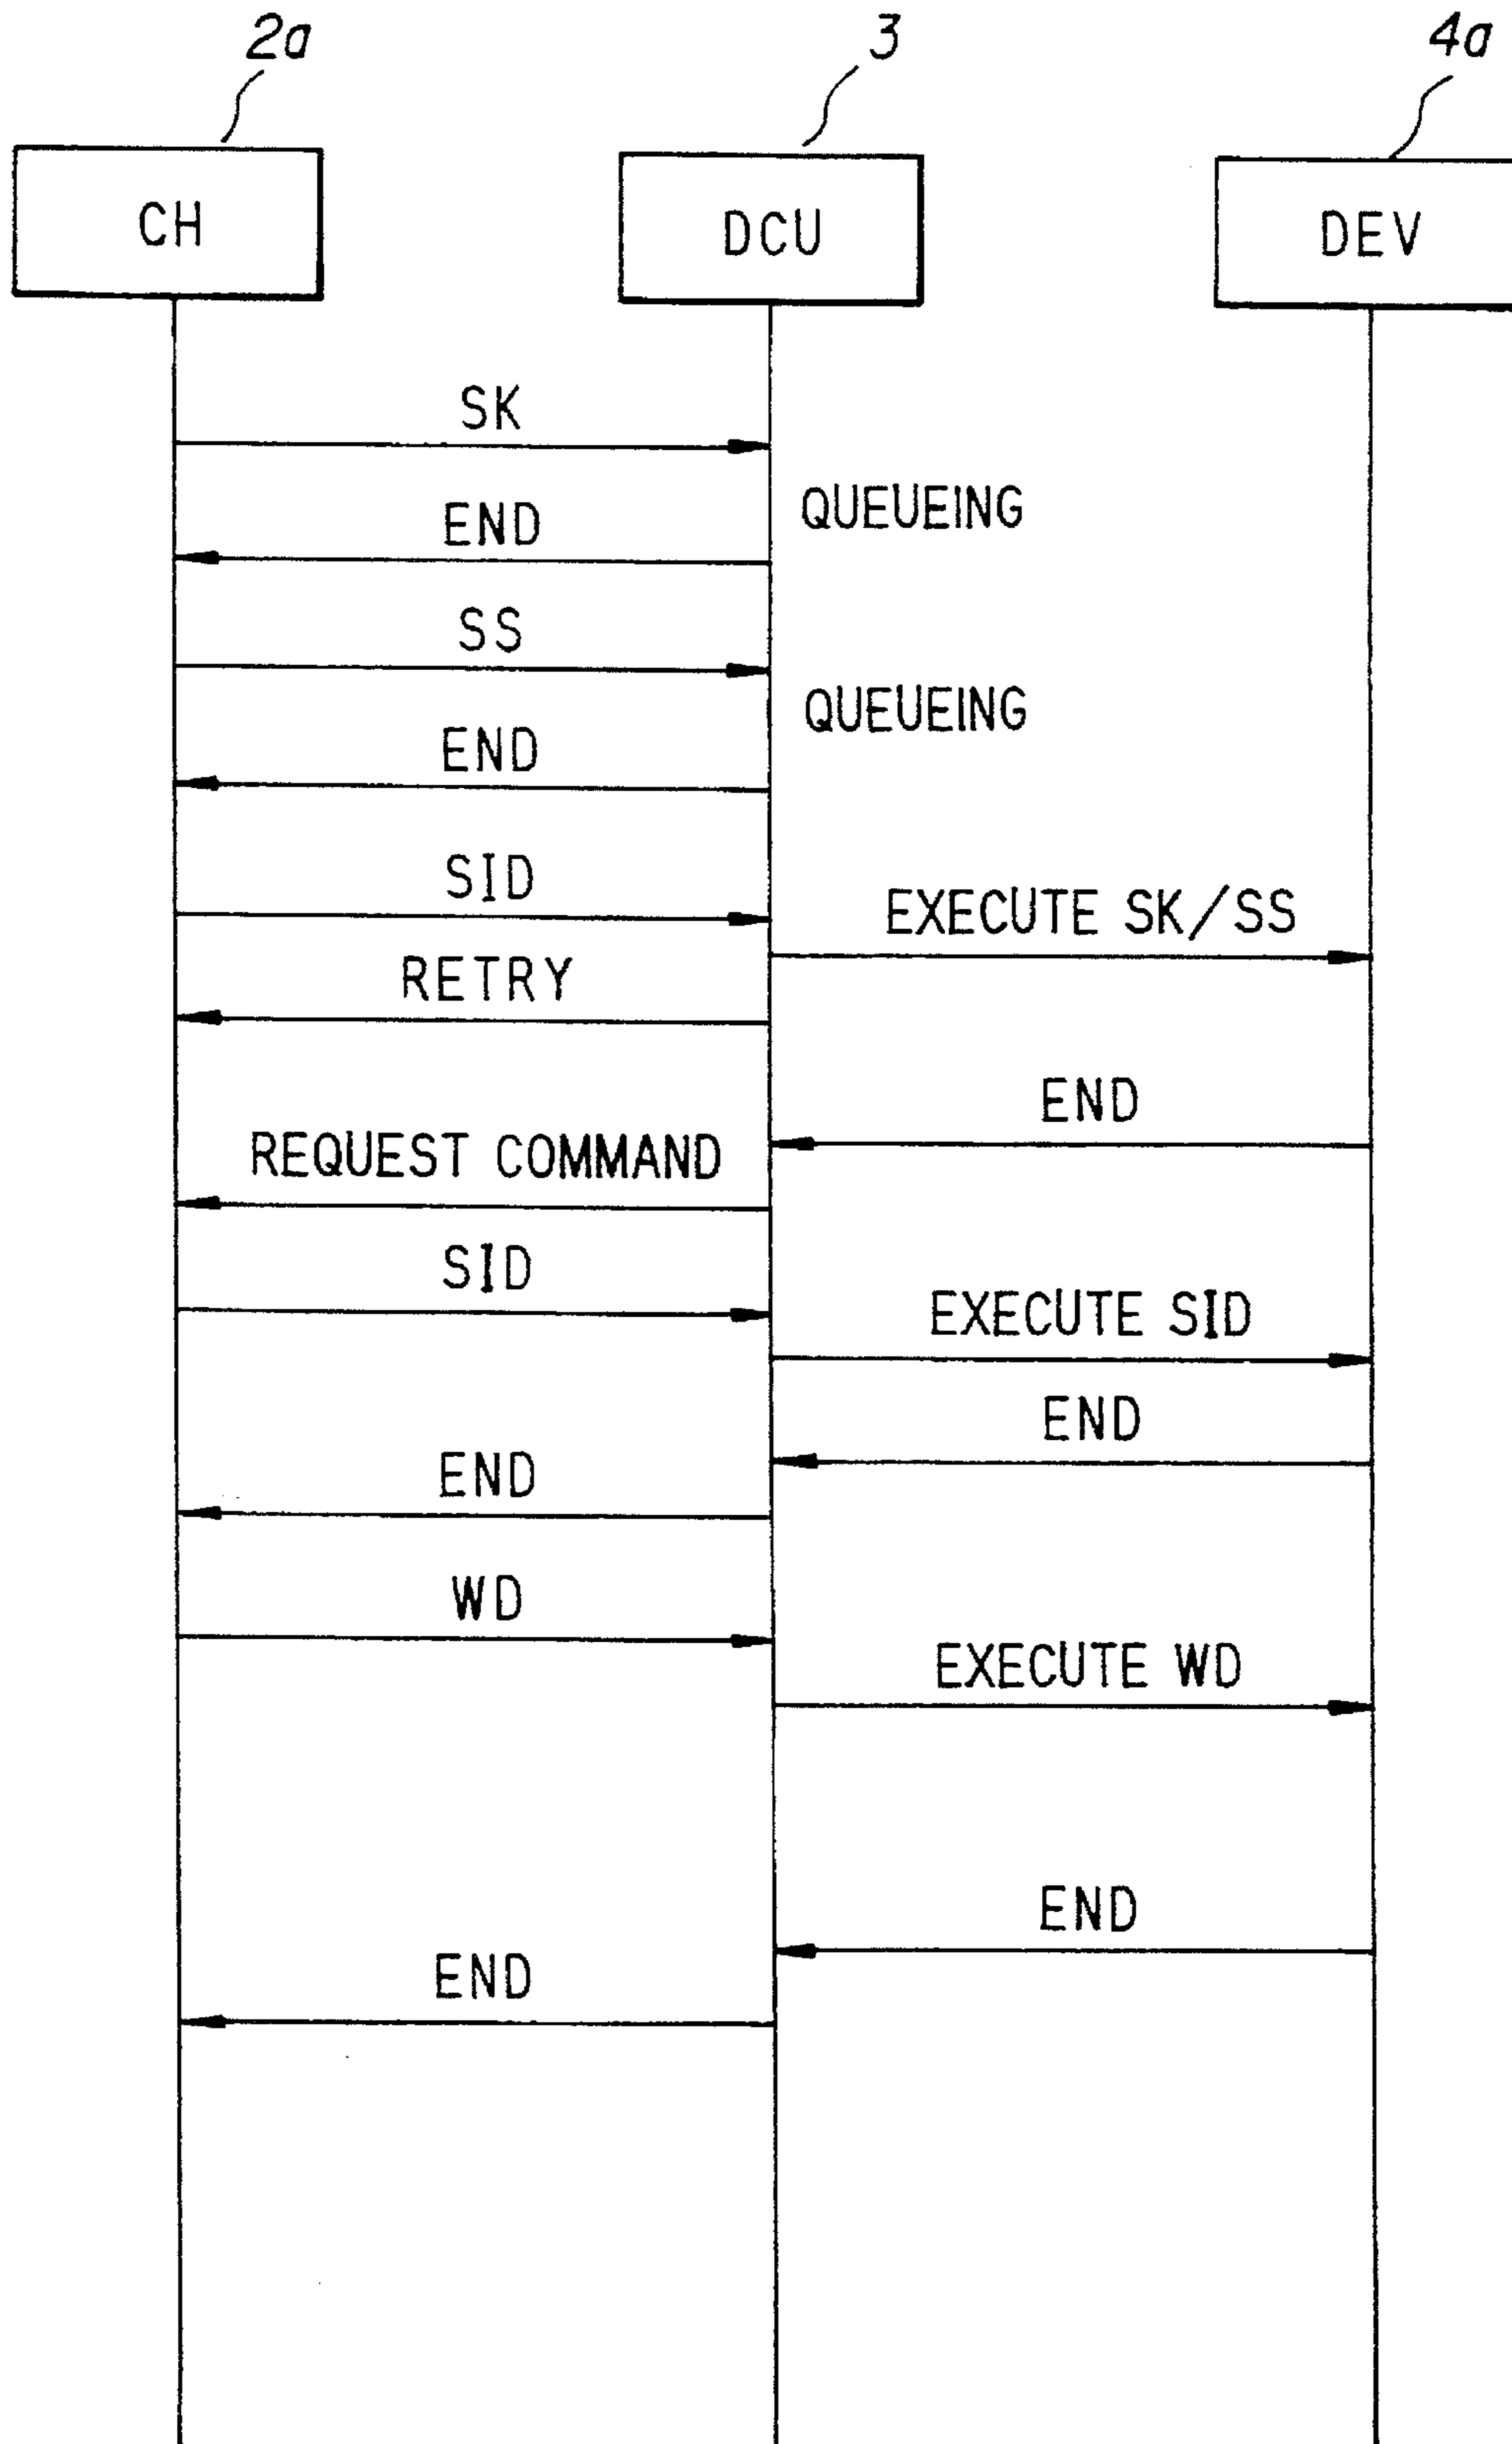 2a
3
4a
CH
DCU
DEV
SK
QUEUEING
END
SS
QUEUEING
END
SID
EXECUTE SK/SS
RETRY
END
REQUEST COMMAND
SID
EXECUTE SID
END
END
WD
EXECUTE WD
END
END